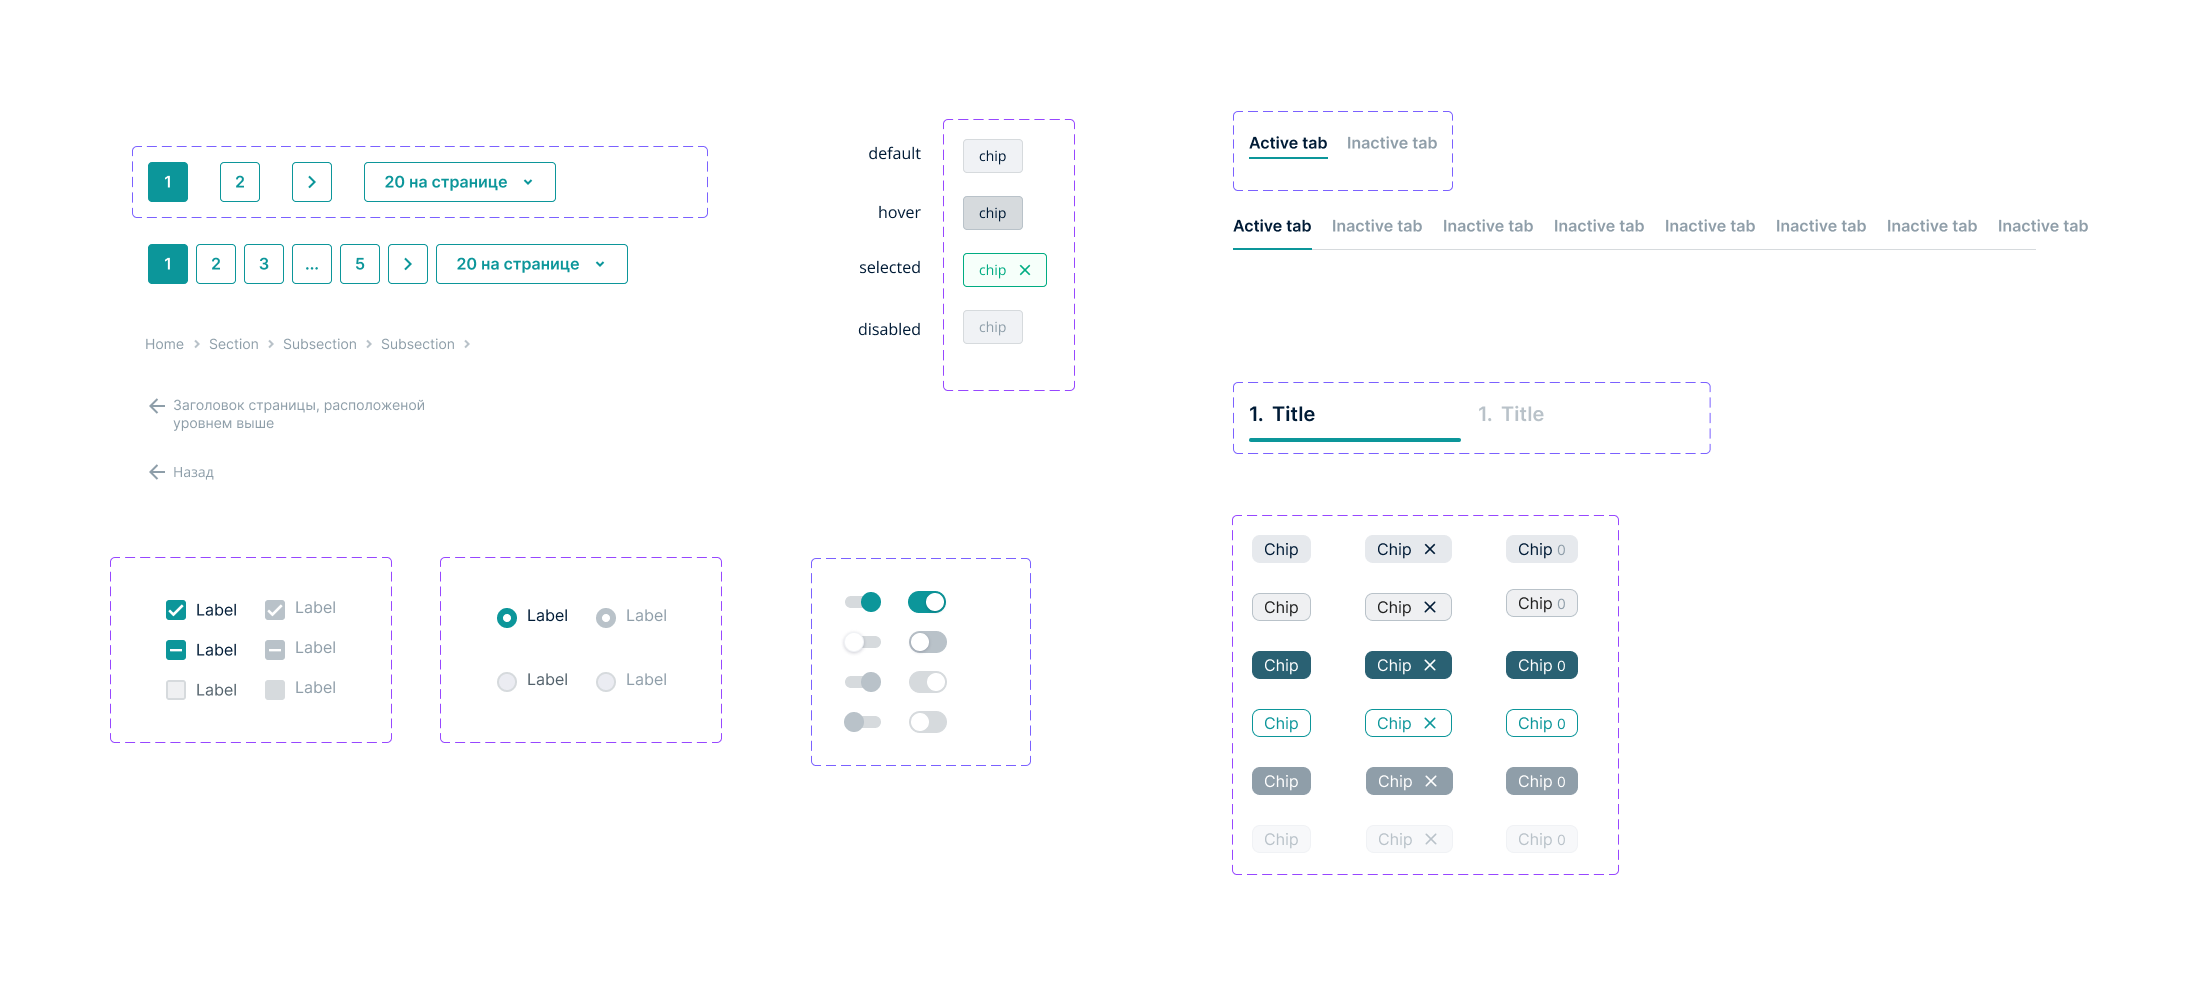 1 2 20 на странице
1 2 3 ... 5 20 на странице
Home Section Subsection Subsection
Заголовок страницы, расположеной
уровнем выше
Назад
default chip
hover chip
selected chip
disabled chip
Active tab Inactive tab
Active tab Inactive tab Inactive tab Inactive tab Inactive tab Inactive tab Inactive tab Inactive tab
1. Title 1. Title
Label Label
Label Label
Label Label
Label Label
Label Label
Chip Chip Chip 0
Chip Chip Chip 0
Chip Chip Chip 0
Chip Chip Chip 0
Chip Chip Chip 0
Chip Chip Chip 0